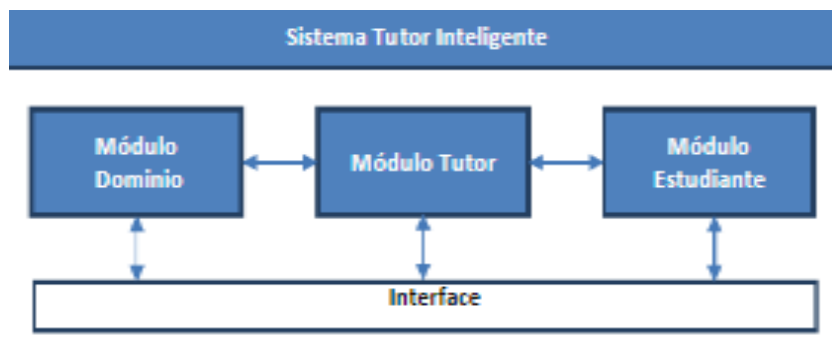 Sistema Tutor Inteligente
Módulo
Dominio
Módulo Tutor
Módulo
Estudiante
Interface